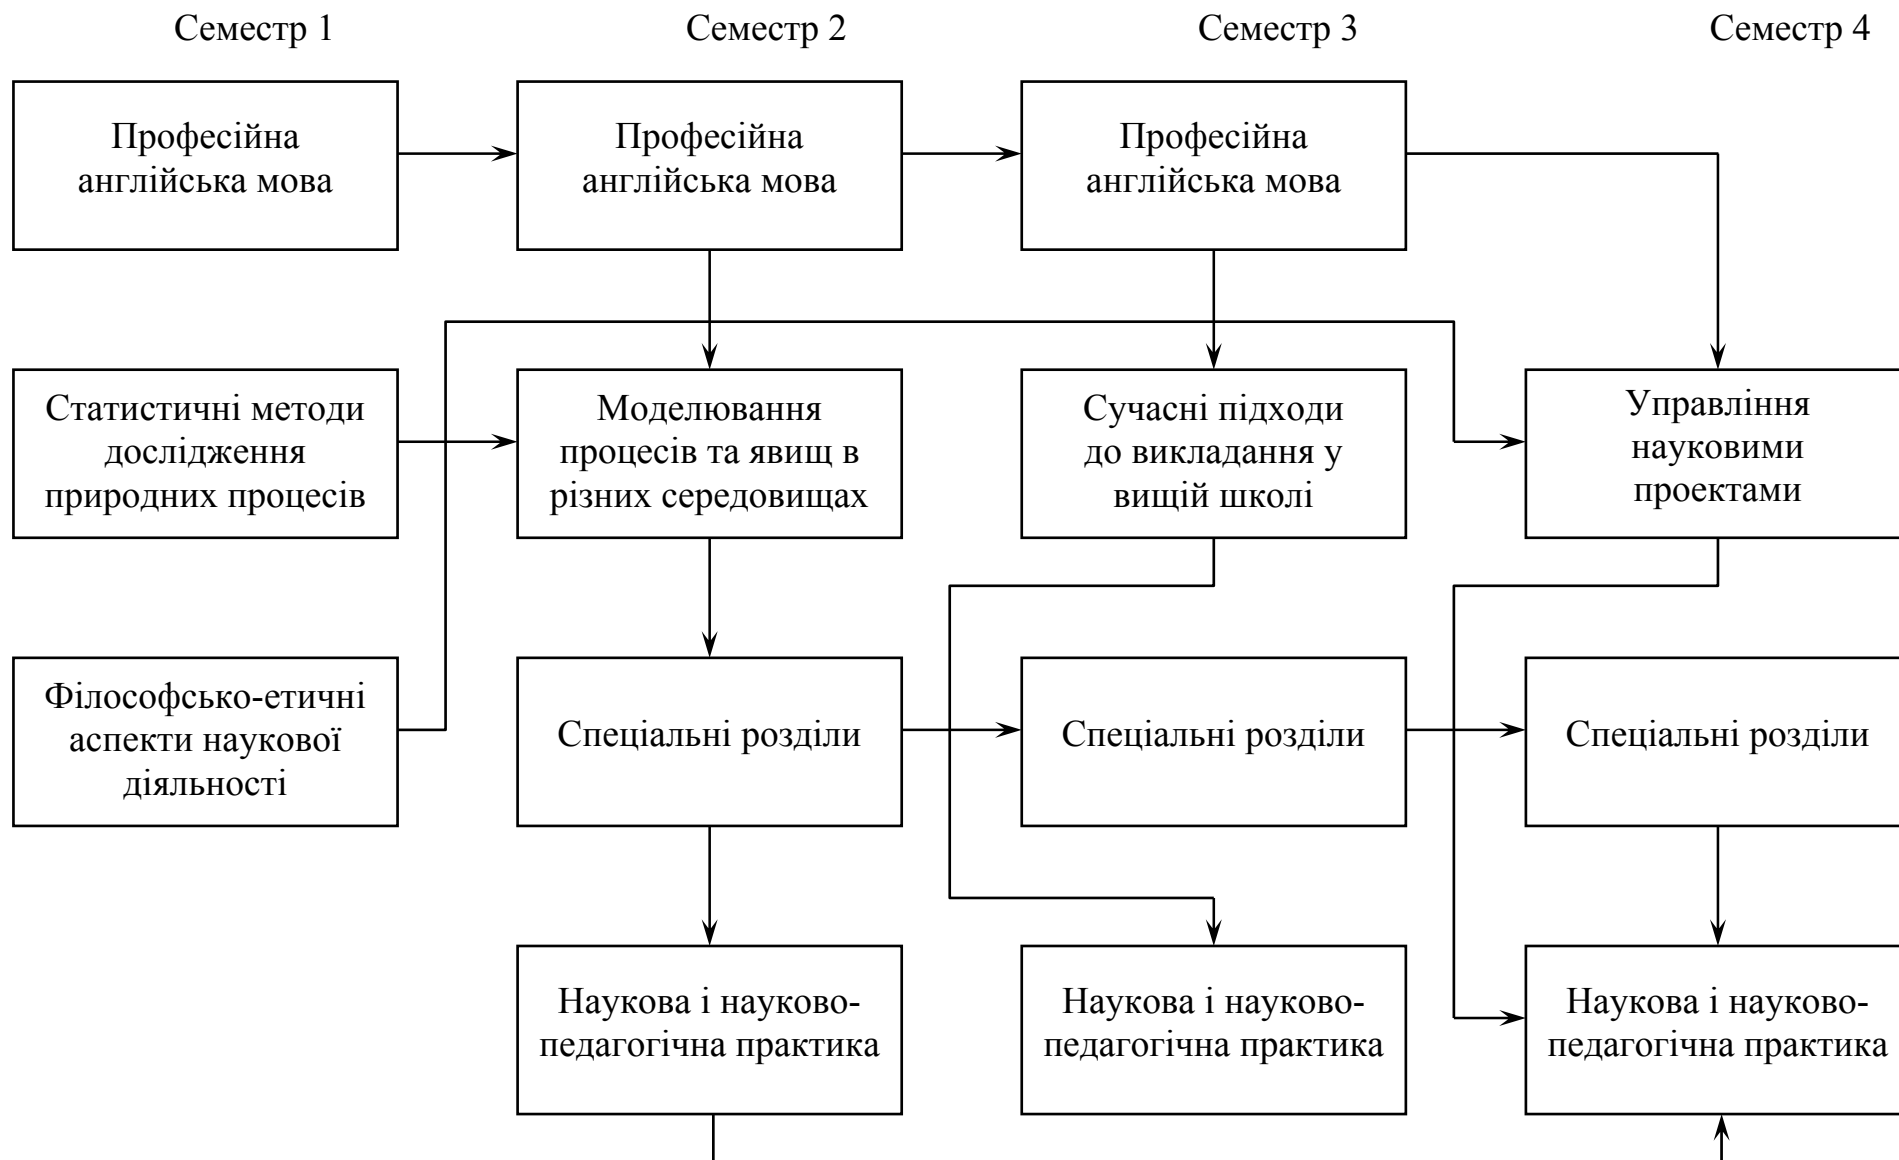 Семестр 1
Семестр 2
Семестр 3
Семестр 4
Професійна
англійська мова
Професійна
англійська мова
Професійна
англійська мова
Статистичні методи
дослідження
природних процесів
Моделювання
процесів та явищ в
різних середовищах
Сучасні підходи
до викладання у
вищій школі
Управління
науковими
проектами
Філософсько-етичні
аспекти наукової
діяльності
Спеціальні розділи
Спеціальні розділи
Спеціальні розділи
Наукова і науково-
педагогічна практика
Наукова і науково-
педагогічна практика
Наукова і науково-
педагогічна практика